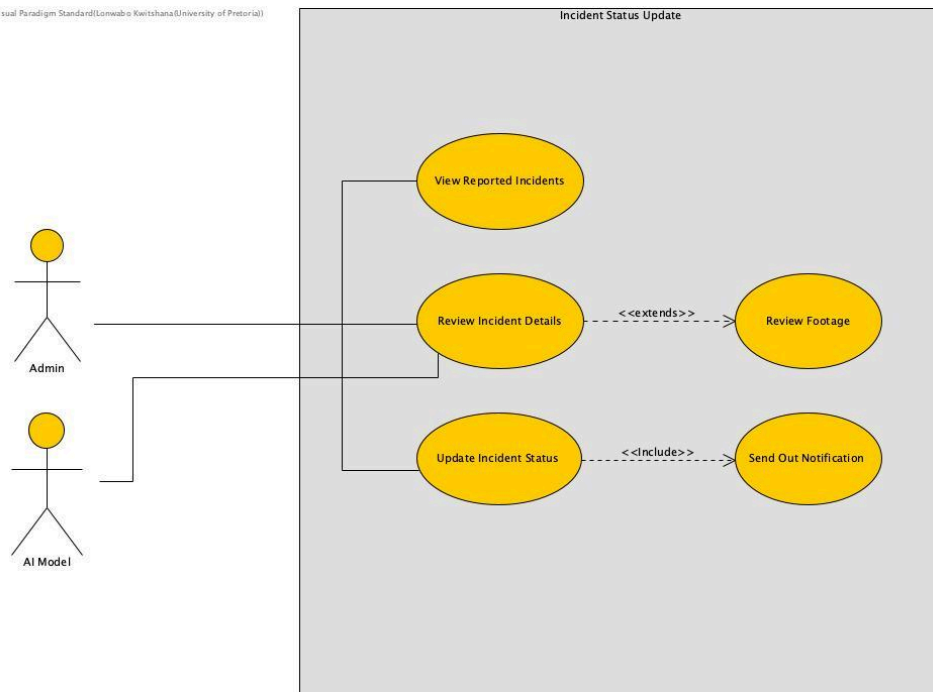 sual Paradigm Standard(Lonwabo Kwitshana(University of Pretoria))
Incident Status Update
View Reported Incidents
Admin
Review Incident Details
<<extends>>
Review Footage
AI Model
Update Incident Status
<<Include>>
Send Out Notification